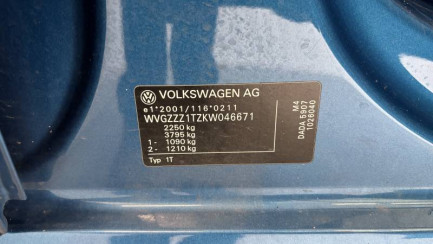 VOLKSWAGEN AG
e1*2001/116*0211
WVGZZZ1TZKW046671
2250 kg
3795 kg
1- 1090 kg
2- 1210 kg
Typ 1T
M4
DADA 5907
1026040